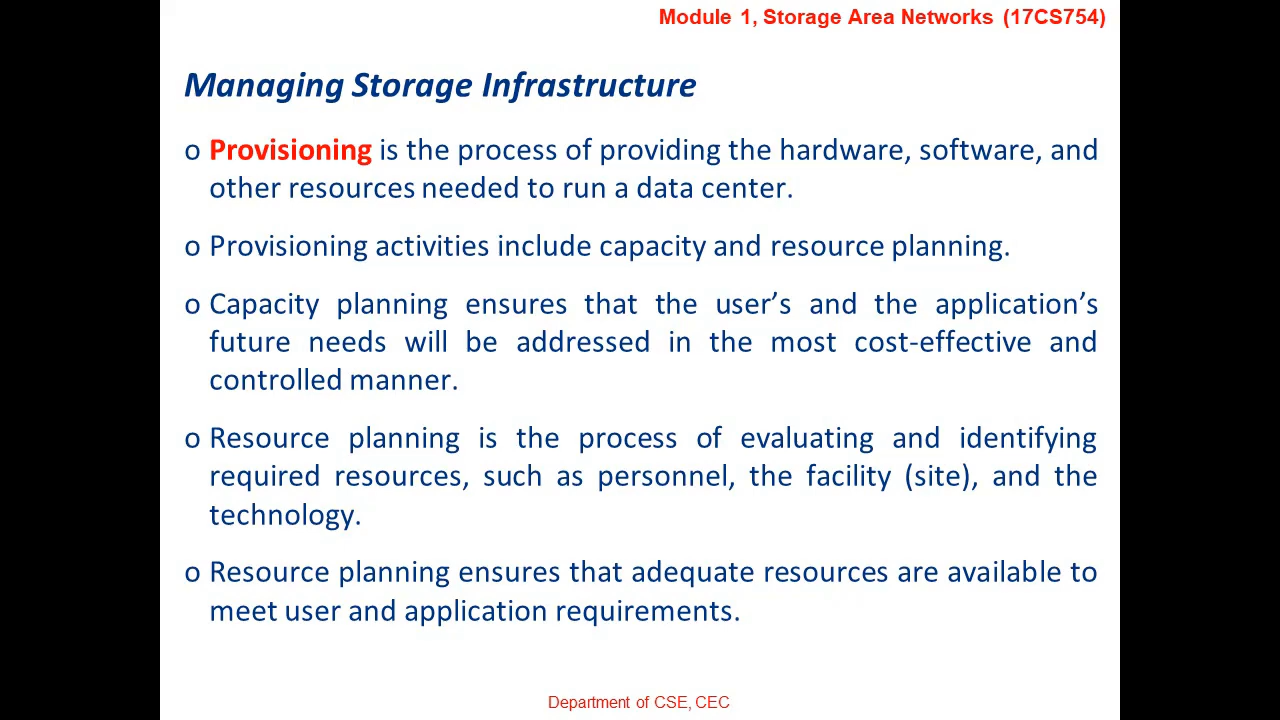 Module 1, Storage Area Networks (17CS754)
Managing Storage Infrastructure
o Provisioning is the process of providing the hardware, software, and
other resources needed to run a data center.
o Provisioning activities include capacity and resource planning.
o Capacity planning ensures that the user’s and the application’s
future needs will be addressed in the most cost-effective and
controlled manner.
o Resource planning is the process of evaluating and identifying
required resources, such as personnel, the facility (site), and the
technology.
o Resource planning ensures that adequate resources are available to
meet user and application requirements.
Department of CSE, CEC